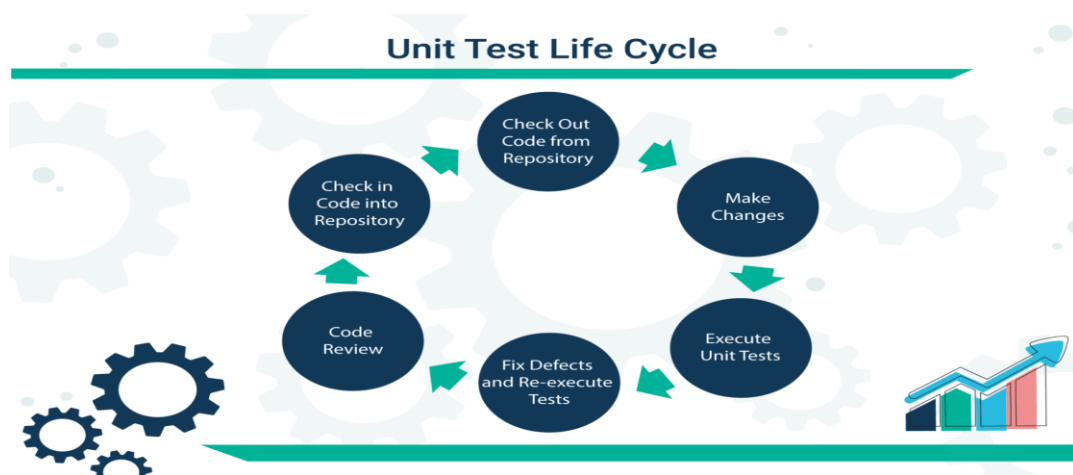 Unit Test Life Cycle
Check Out
Code from
Repository
Make
Changes
Execute
Unit Tests
Fix Defects
and Re-execute
Tests
Code
Review
Check in
Code into
Repository